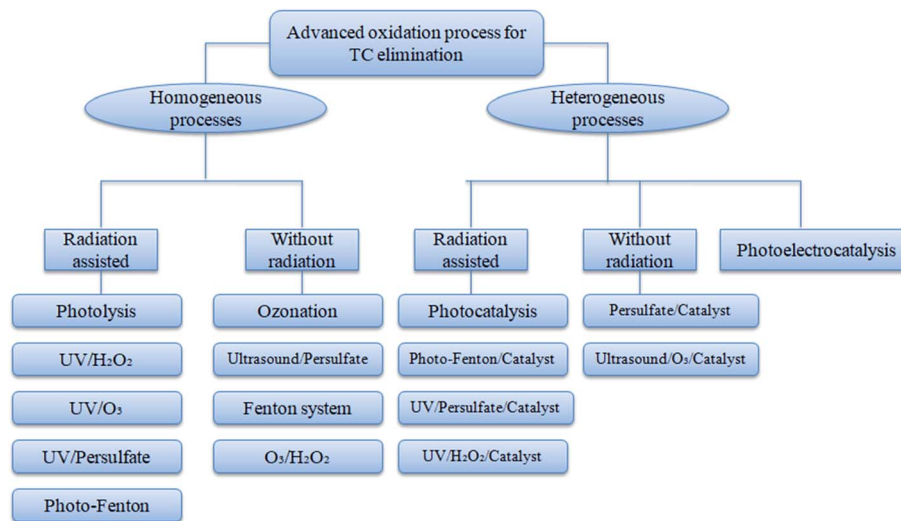 Advanced oxidation process for
TC elimination
Homogeneous
processes
Heterogeneous
processes
Radiation
assisted
Without
radiation
Radiation
assisted
Without
radiation
Photoelectrocatalysis
Photolysis
Ozonation
Photocatalysis
Persulfate/Catalyst
UV/H₂O₂
Ultrasound/Persulfate
Photo-Fenton/Catalyst
Ultrasound/O₃/Catalyst
UV/O₃
Fenton system
UV/Persulfate/Catalyst
UV/Persulfate
O₃/H₂O₂
UV/H₂O₂/Catalyst
Photo-Fenton